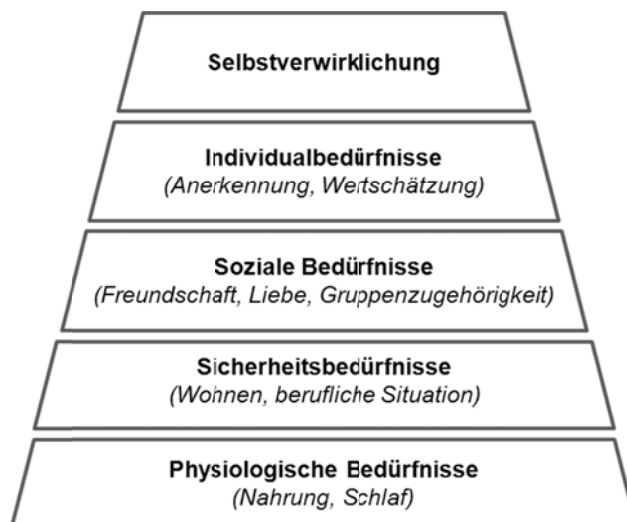 Selbstverwirklichung
Individualbedürfnisse
(Anerkennung, Wertschätzung)
Soziale Bedürfnisse
(Freundschaft, Liebe, Gruppenzugehörigkeit)
Sicherheitsbedürfnisse
(Wohnen, berufliche Situation)
Physiologische Bedürfnisse
(Nahrung, Schlaf)